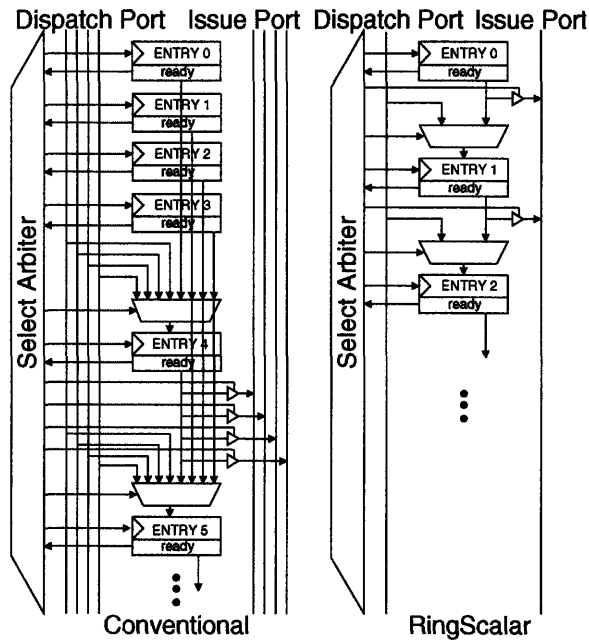 Dispatch Port Issue Port
Select Arbiter
ENTRY 0
ready
ENTRY 1
ready
ENTRY 2
ready
ENTRY 3
ready
ENTRY 4
ready
ENTRY 5
ready
Conventional
Dispatch Port Issue Port
Select Arbiter
ENTRY 0
ready
ENTRY 1
ready
ENTRY 2
ready
RingScalar